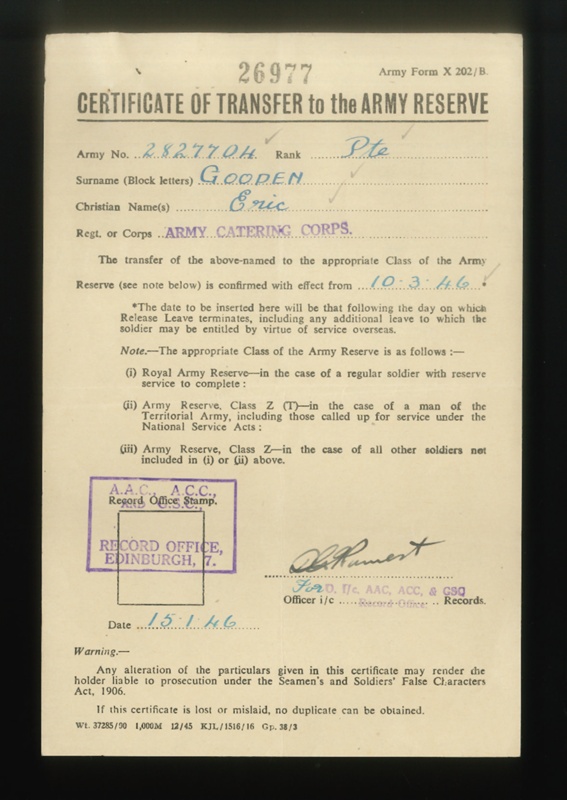 26977
Army Form X 202/B.
CERTIFICATE OF TRANSFER to the ARMY RESERVE
Army No. 2827704 Rank Pte
Surname (Block letters) GOODEN
Christian Name(s) Eric
Regt. or Corps ARMY CATERING CORPS.
The transfer of the above-named to the appropriate Class of the Army
Reserve (see note below) is confirmed with effect from 10.3.46 *
*The date to be inserted here will be that following the day on which
Release Leave terminates, including any additional leave to which the
soldier may be entitled by virtue of service overseas.
Note.—The appropriate Class of the Army Reserve is as follows :—
(i) Royal Army Reserve—in the case of a regular soldier with reserve
service to complete :
(ii) Army Reserve, Class Z (T)—in the case of a man of the
Territorial Army, including those called up for service under the
National Service Acts :
(iii) Army Reserve, Class Z—in the case of all other soldiers not
included in (i) or (ii) above.
A.A.C., A.C.C.,
AND G.S.C.,
Record Office Stamp.
RECORD OFFICE,
EDINBURGH, 7.
For O. I/c. AAC, ACC, & GSC
Officer i/c Record Office Records.
Date 15.1.46
Warning.—
Any alteration of the particulars given in this certificate may render the
holder liable to prosecution under the Seamen's and Soldiers' False Characters
Act, 1906.
If this certificate is lost or mislaid, no duplicate can be obtained.
Wt. 37285/90 1,000M 12/45 KJL/1516/16 Gp. 38/3